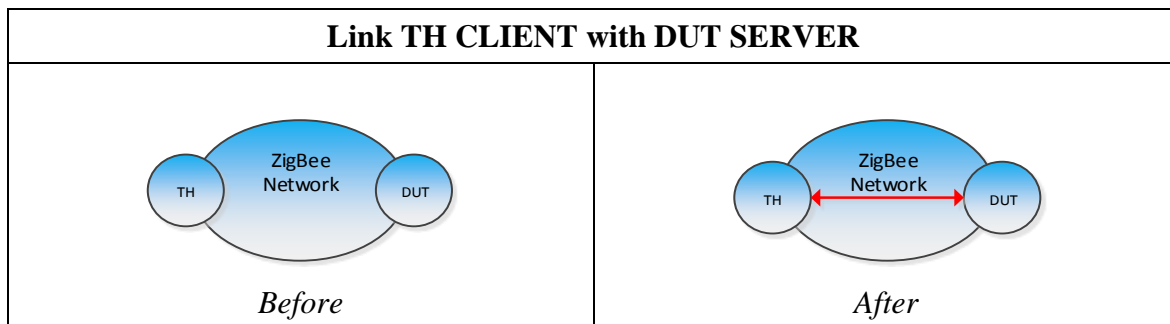 Link TH CLIENT with DUT SERVER
ZigBee
Network
TH
DUT
Before
ZigBee
Network
TH
DUT
After